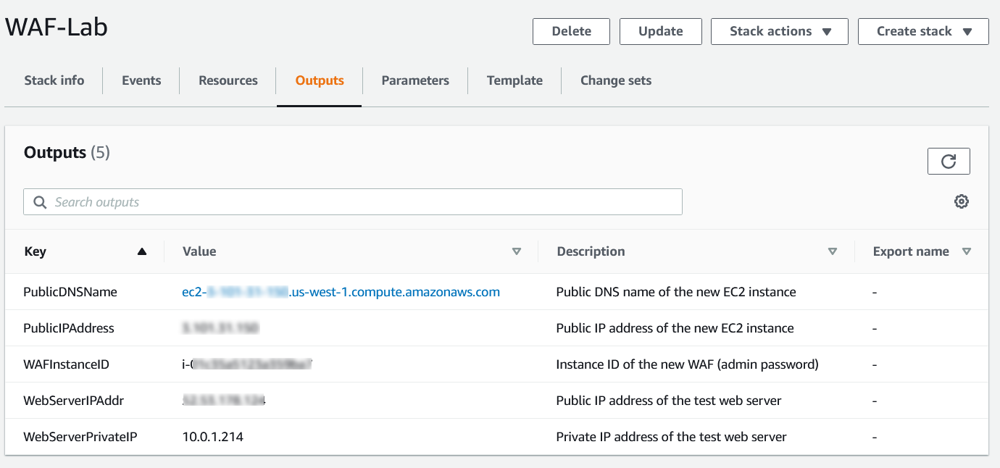 WAF-Lab
Delete Update Stack actions Create stack
Stack info Events Resources Outputs Parameters Template Change sets
Outputs (5)
Search outputs
Key Value Description Export name
PublicDNSName ec2- .us-west-1.compute.amazonaws.com Public DNS name of the new EC2 instance -
PublicIPAddress Public IP address of the new EC2 instance -
WAFInstanceID i- Instance ID of the new WAF (admin password) -
WebServerIPAddr Public IP address of the test web server -
WebServerPrivateIP 10.0.1.214 Private IP address of the test web server -